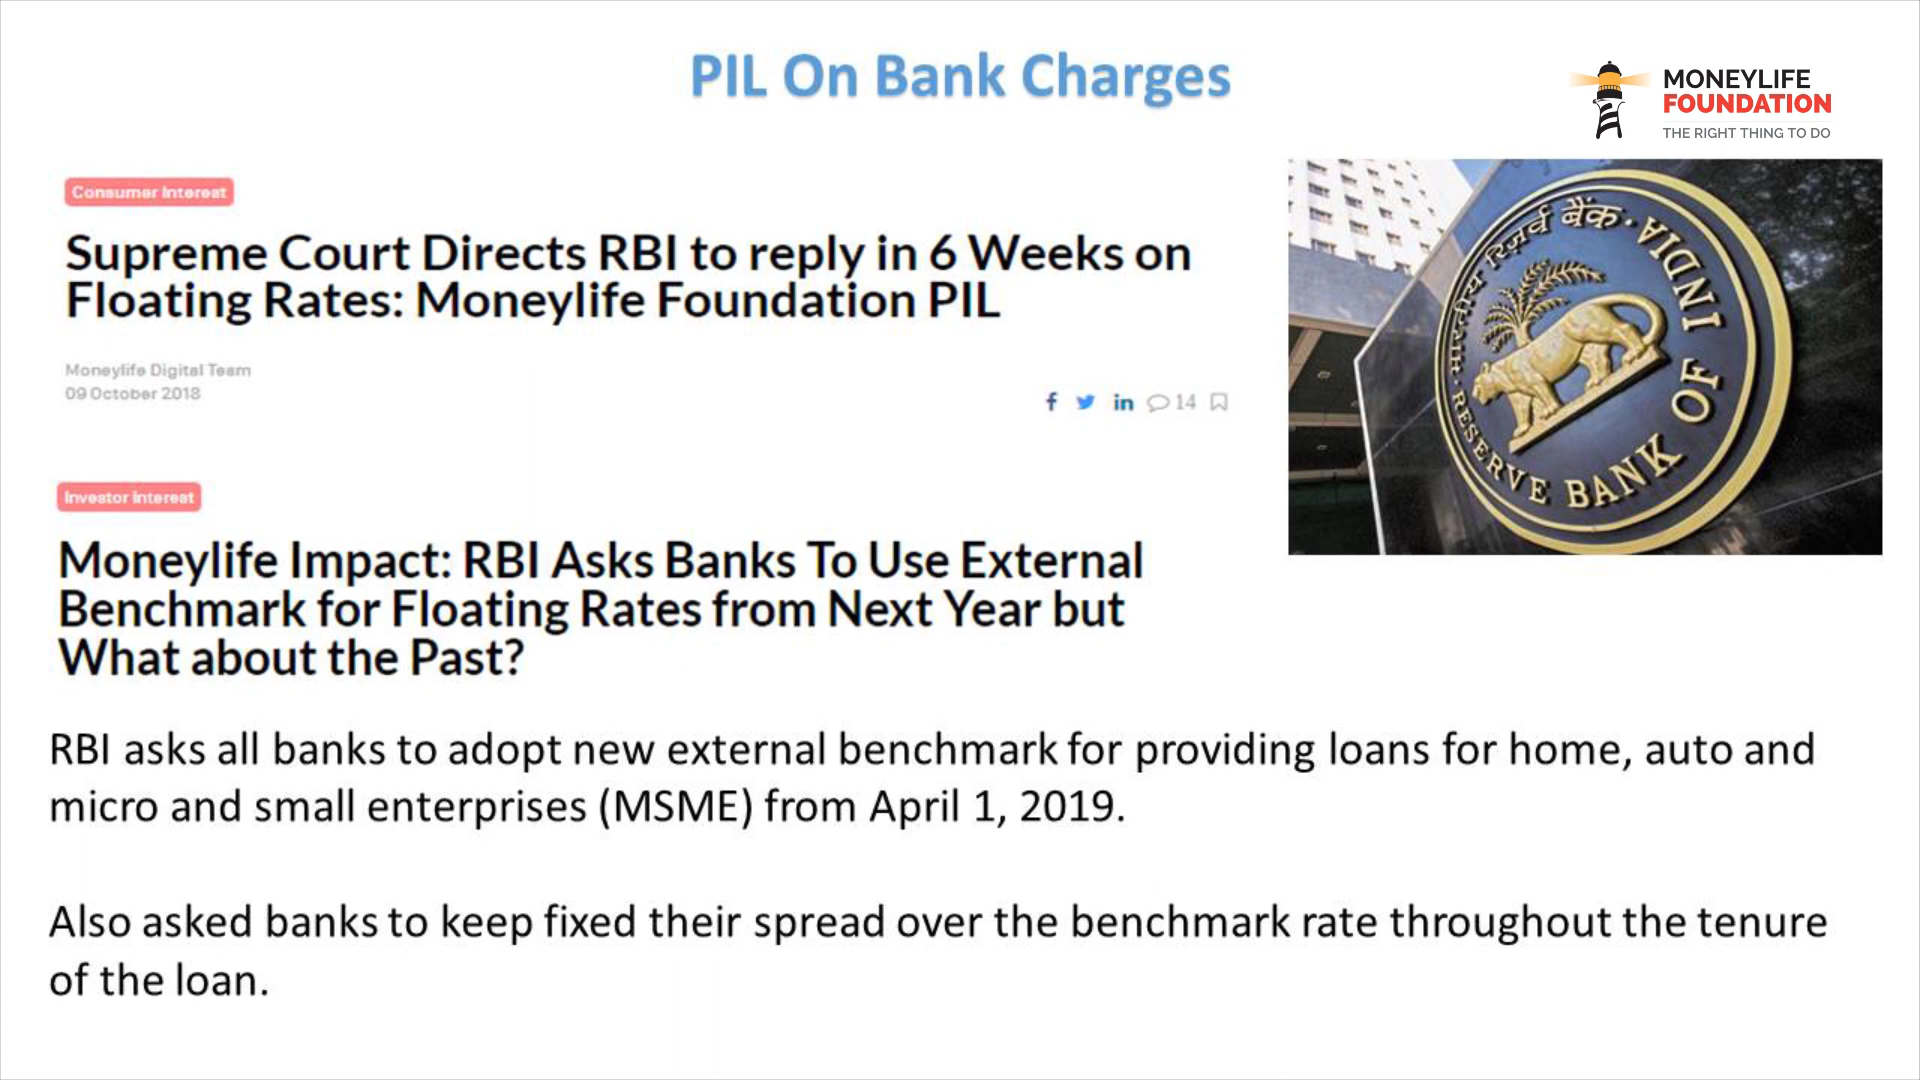 PIL On Bank Charges
MONEYLIFE
FOUNDATION
THE RIGHT THING TO DO
Consumer Interest
Supreme Court Directs RBI to reply in 6 Weeks on
Floating Rates: Moneylife Foundation PIL
Moneylife Digital Team
09 October 2018
14
भारतीय रिज़र्व बैंक
RESERVE BANK OF INDIA
Investor Interest
Moneylife Impact: RBI Asks Banks To Use External
Benchmark for Floating Rates from Next Year but
What about the Past?
RBI asks all banks to adopt new external benchmark for providing loans for home, auto and
micro and small enterprises (MSME) from April 1, 2019.
Also asked banks to keep fixed their spread over the benchmark rate throughout the tenure
of the loan.